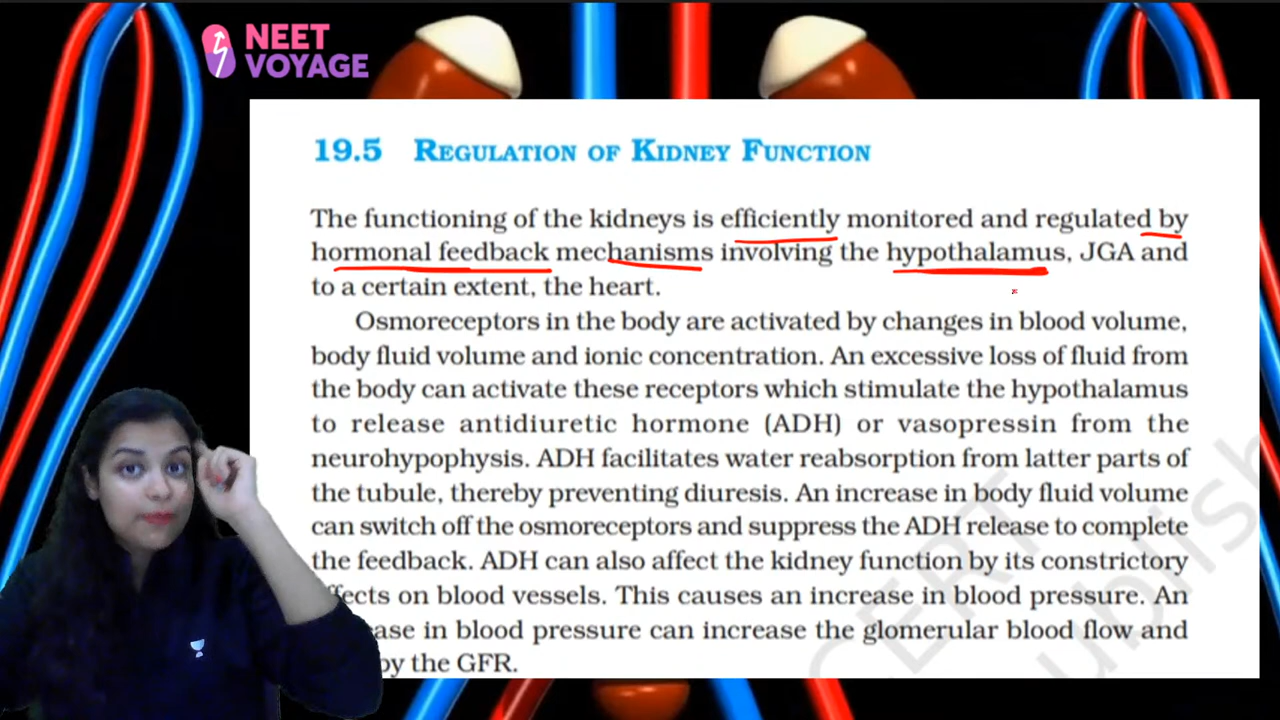 NEET
VOYAGE
19.5 REGULATION OF KIDNEY FUNCTION
The functioning of the kidneys is efficiently monitored and regulated by
hormonal feedback mechanisms involving the hypothalamus, JGA and
to a certain extent, the heart.
Osmoreceptors in the body are activated by changes in blood volume,
body fluid volume and ionic concentration. An excessive loss of fluid from
the body can activate these receptors which stimulate the hypothalamus
to release antidiuretic hormone (ADH) or vasopressin from the
neurohypophysis. ADH facilitates water reabsorption from latter parts of
the tubule, thereby preventing diuresis. An increase in body fluid volume
can switch off the osmoreceptors and suppress the ADH release to complete
the feedback. ADH can also affect the kidney function by its constrictory
ffects on blood vessels. This causes an increase in blood pressure. An
ase in blood pressure can increase the glomerular blood flow and
by the GFR.